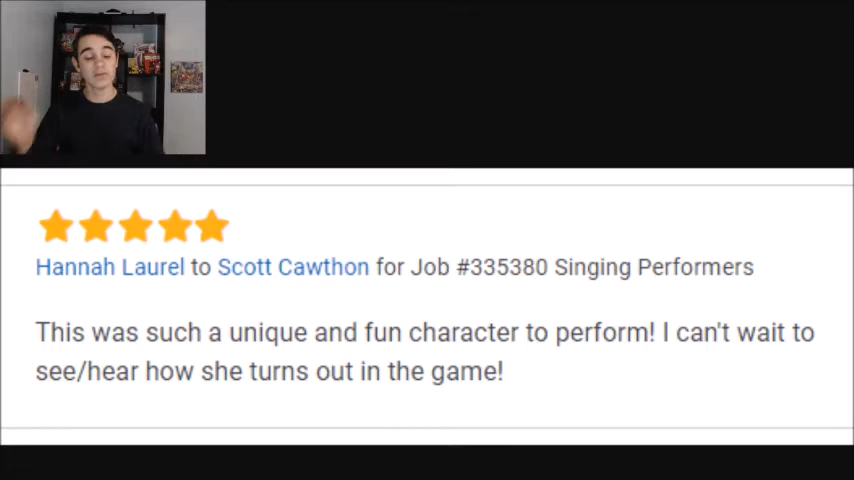 Hannah Laurel to Scott Cawthon for Job #335380 Singing Performers
This was such a unique and fun character to perform! I can't wait to
see/hear how she turns out in the game!